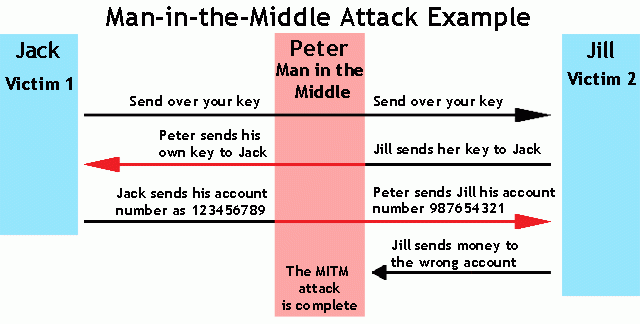 Man-in-the-Middle Attack Example
Jack
Victim 1
Peter
Man in the
Middle
Jill
Victim 2
Send over your key
Send over your key
Peter sends his
own key to Jack
Jill sends her key to Jack
Jack sends his account
number as 123456789
Peter sends Jill his account
number 987654321
Jill sends money to
the wrong account
The MITM
attack
is complete